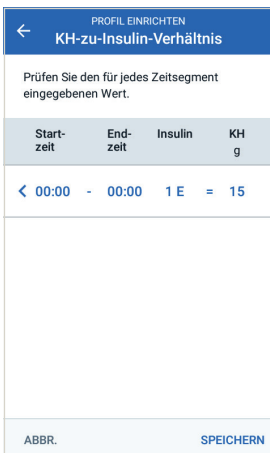 PROFIL EINRICHTEN
KH-zu-Insulin-Verhältnis
Prüfen Sie den für jedes Zeitsegment
eingegebenen Wert.
Start-zeit End-zeit Insulin KH g
00:00 - 00:00 1 E = 15
ABBR. SPEICHERN